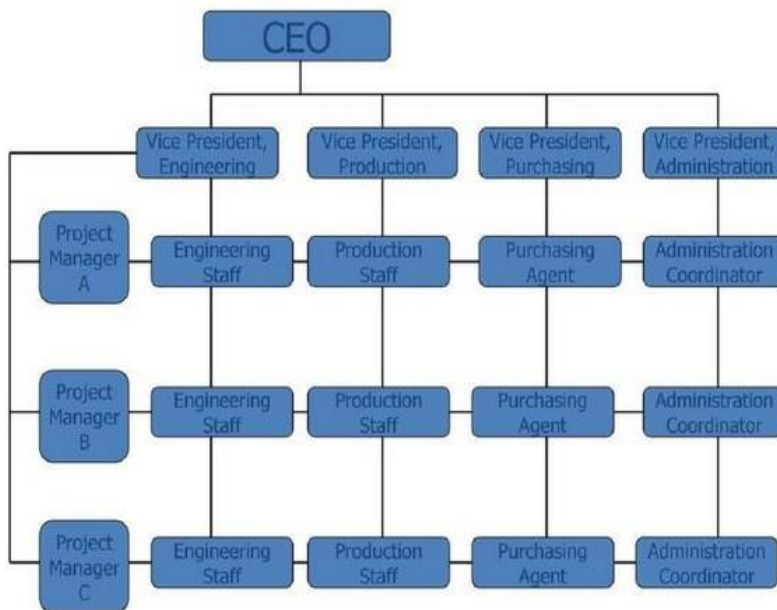 CEO
Vice President,
Engineering
Vice President,
Production
Vice President,
Purchasing
Vice President,
Administration
Project
Manager
A
Engineering
Staff
Production
Staff
Purchasing
Agent
Administration
Coordinator
Project
Manager
B
Engineering
Staff
Production
Staff
Purchasing
Agent
Administration
Coordinator
Project
Manager
C
Engineering
Staff
Production
Staff
Purchasing
Agent
Administration
Coordinator